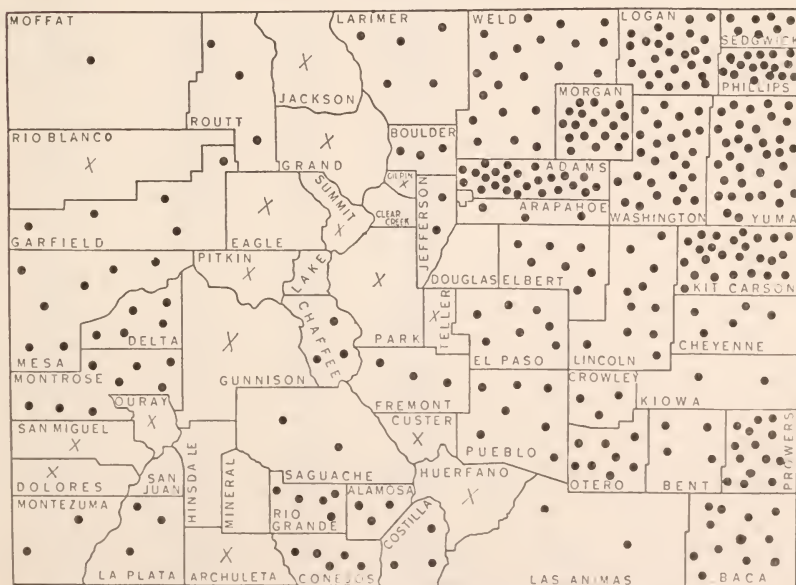 MOFFAT
LARIMER
WELD
LOGAN
SEDGWICK
PHILLIPS
JACKSON
MORGAN
ROUTT
RIO BLANCO
BOULDER
GRAND
GILPIN
ADAMS
SUMMIT
CLEAR CREEK
JEFFERSON
ARAPAHOE
WASHINGTON
YUMA
GARFIELD
EAGLE
PITKIN
LAKE
DOUGLAS
ELBERT
KIT CARSON
TELLER
CHAFFEE
PARK
DELTA
EL PASO
LINCOLN
CHEYENNE
MESA
MONTROSE
GUNNISON
CROWLEY
KIOWA
OURAY
FREMONT
CUSTER
SAN MIGUEL
PUEBLO
PROWERS
HINSDALE
MINERAL
SAGUACHE
HUERFANO
OTERO
BENT
DOLORES
SAN JUAN
MONTEZUMA
RIO GRANDE
ALAMOSA
COSTILLA
LA PLATA
ARCHULETA
CONEJOS
LAS ANIMAS
BACA